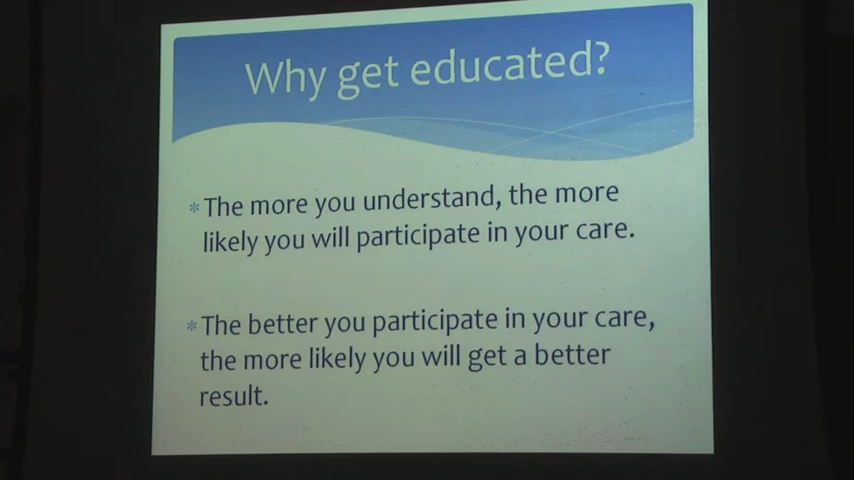 Why get educated?
*The more you understand, the more
likely you will participate in your care.
*The better you participate in your care,
the more likely you will get a better
result.